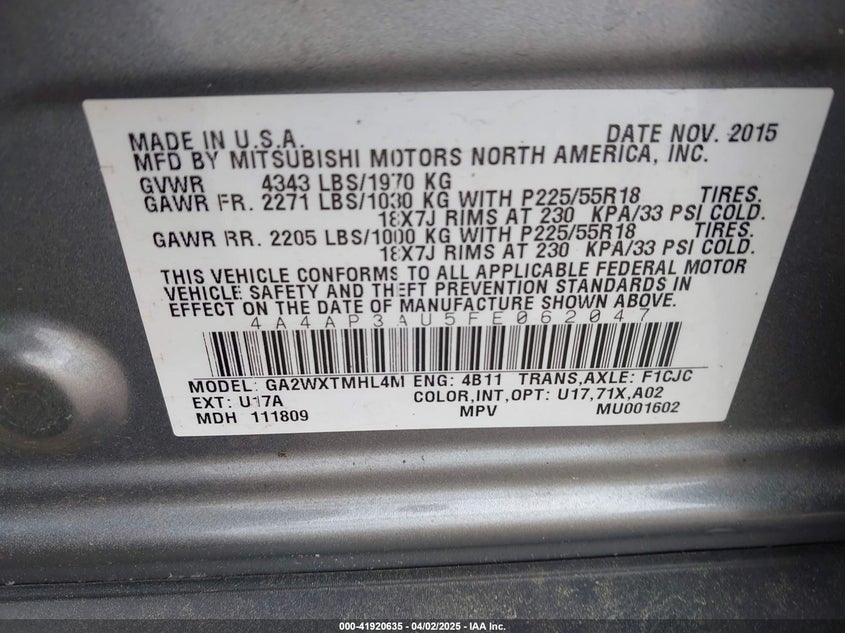 MADE IN U.S.A. DATE NOV. 2015
MFD BY MITSUBISHI MOTORS NORTH AMERICA, INC.
GVWR 4343 LBS/1970 KG
GAWR FR. 2271 LBS/1030 KG WITH P225/55R18 TIRES.
18X7J RIMS AT 230 KPA/33 PSI COLD.
GAWR RR. 2205 LBS/1000 KG WITH P225/55R18 TIRES.
18X7J RIMS AT 230 KPA/33 PSI COLD.
THIS VEHICLE CONFORMS TO ALL APPLICABLE FEDERAL MOTOR
VEHICLE SAFETY AND THEFT PREVENTION STANDARDS IN
EFFECT ON THE DATE OF MANUFACTURE SHOWN ABOVE.
4A4AP3AU5FE062047
MODEL: GA2WXTMHL4M ENG: 4B11 TRANS,AXLE: F1CJC
EXT: U17A COLOR,INT,OPT: U17,71X,A02
MDH 111809 MPV MU001602
000-41920635 - 04/02/2025 - IAA Inc.